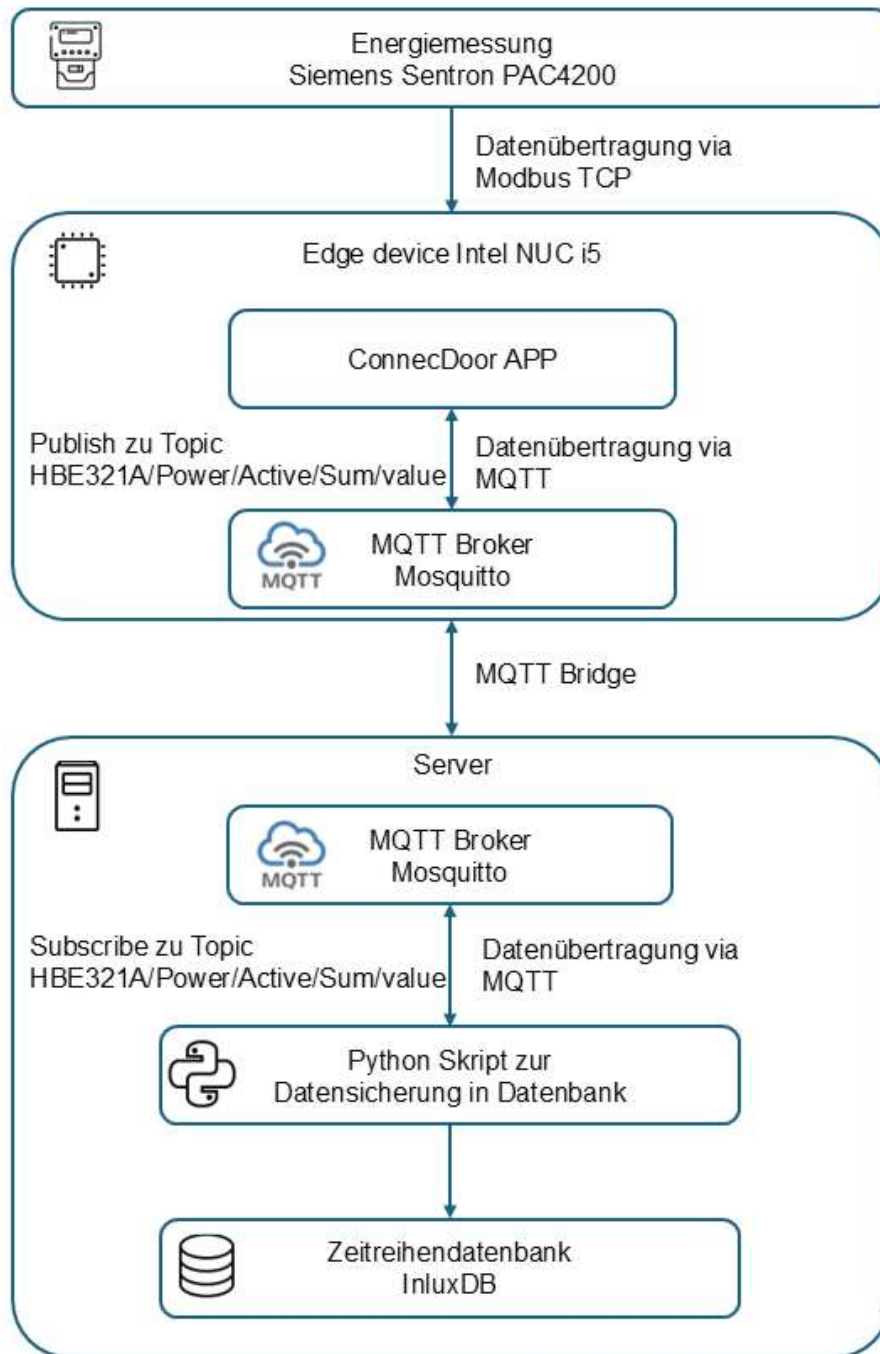 Energiemessung
Siemens Sentron PAC4200
Datenübertragung via
Modbus TCP
Edge device Intel NUC i5
ConnecDoor APP
Publish zu Topic
HBE321A/Power/Active/Sum/value
Datenübertragung via
MQTT
MQTT
MQTT Broker
Mosquitto
MQTT Bridge
Server
MQTT
MQTT Broker
Mosquitto
Subscribe zu Topic
HBE321A/Power/Active/Sum/value
Datenübertragung via
MQTT
Python Skript zur
Datensicherung in Datenbank
Zeitreihendatenbank
InluxDB